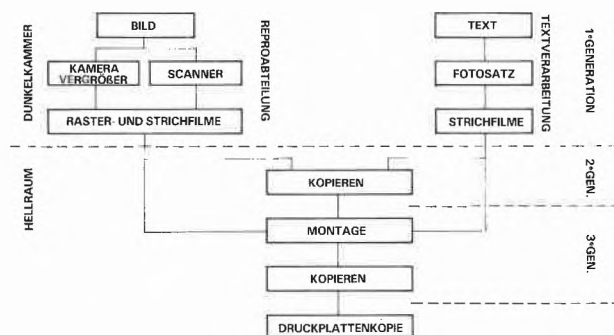 BILD
KAMERA
VERGRÖßER
SCANNER
RASTER- UND STRICHFILME
DUNKELKAMMER
REPROABTEILUNG
TEXT
FOTOSATZ
STRICHFILME
TEXTVERARBEITUNG
1°GENERATION
HELLRAUM
KOPIEREN
2°GEN.
MONTAGE
KOPIEREN
3°GEN.
DRUCKPLATTENKOPIE